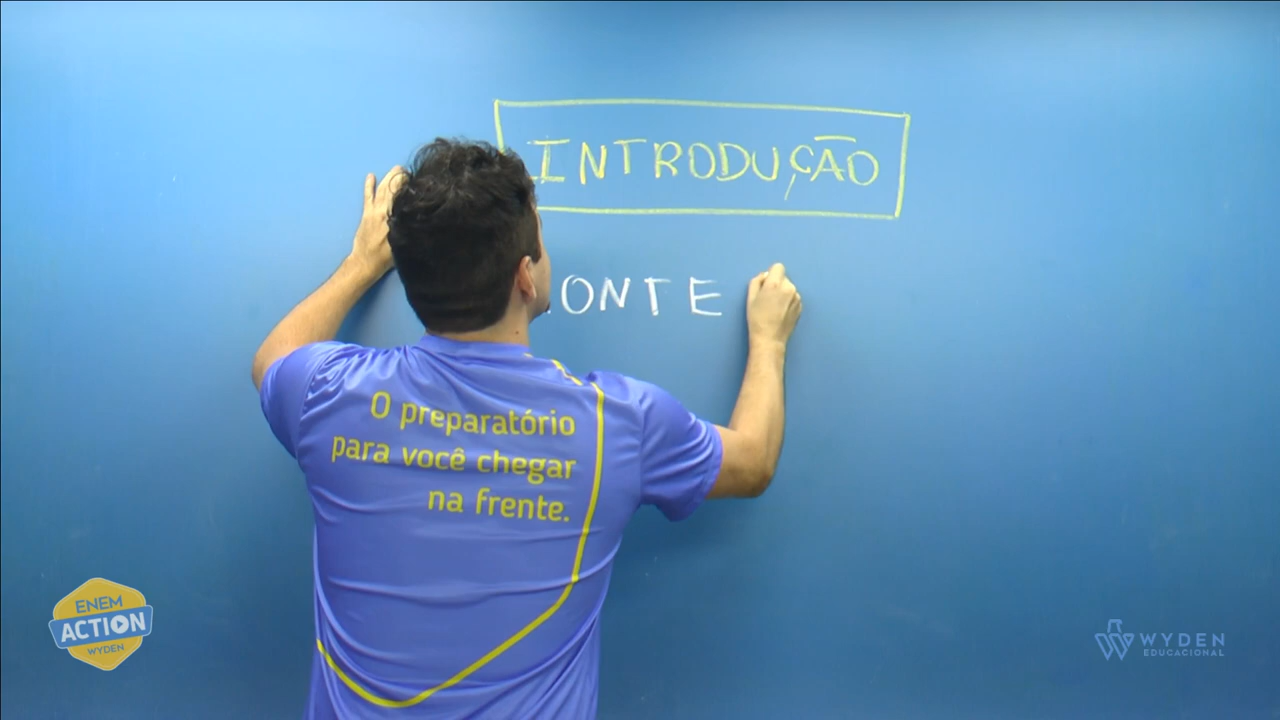 INTRODUÇÃO
ONTE
O preparatório
para você chegar
na frente.
ENEM
ACTION
WYDEN
WYDEN
EDUCACIONAL